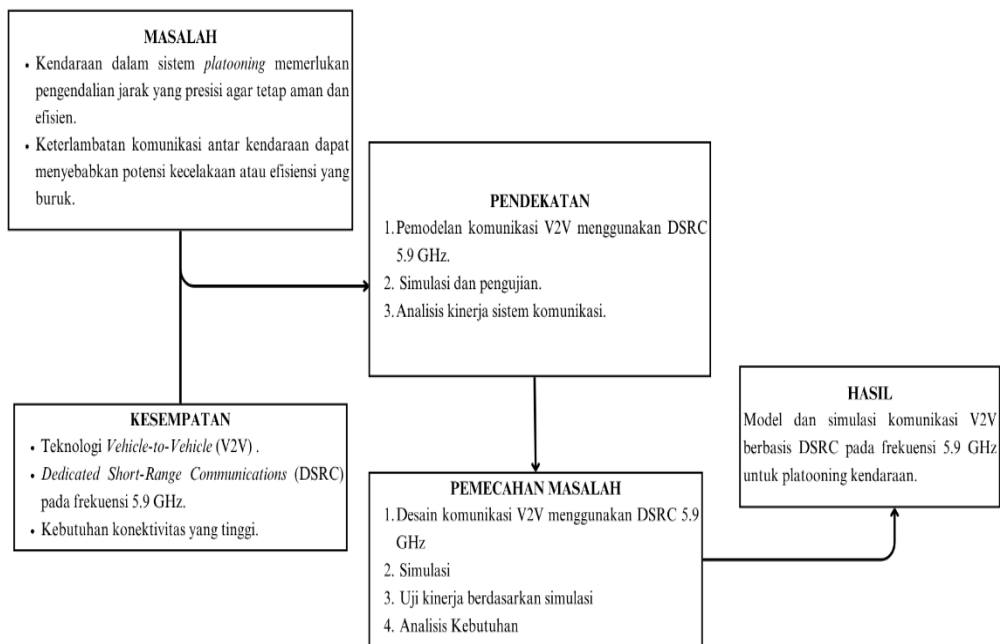 MASALAH
• Kendaraan dalam sistem platooning memerlukan
pengendalian jarak yang presisi agar tetap aman dan
efisien.
• Keterlambatan komunikasi antar kendaraan dapat
menyebabkan potensi kecelakaan atau efisiensi yang
buruk.
KESEMPATAN
• Teknologi Vehicle-to-Vehicle (V2V) .
• Dedicated Short-Range Communications (DSRC)
pada frekuensi 5.9 GHz.
• Kebutuhan konektivitas yang tinggi.
PENDEKATAN
1. Pemodelan komunikasi V2V menggunakan DSRC
5.9 GHz.
2. Simulasi dan pengujian.
3. Analisis kinerja sistem komunikasi.
PEMECAHAN MASALAH
1. Desain komunikasi V2V menggunakan DSRC 5.9
GHz
2. Simulasi
3. Uji kinerja berdasarkan simulasi
4. Analisis Kebutuhan
HASIL
Model dan simulasi komunikasi V2V
berbasis DSRC pada frekuensi 5.9 GHz
untuk platooning kendaraan.